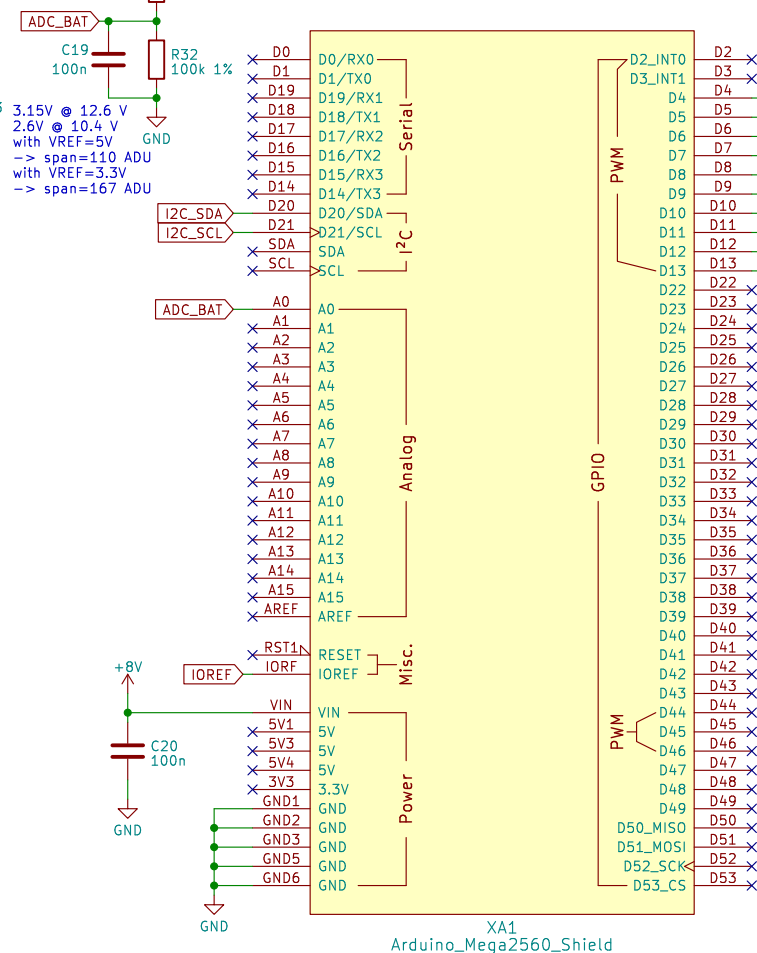 ADC_BAT
C19
100n
R32
100k 1%
GND
3.15V @ 12.6 V
2.6V @ 10.4 V
with VREF=5V
-> span=110 ADU
with VREF=3.3V
-> span=167 ADU
D0 D0/RX0 D2_INT0 D2
D1 D1/TX0 D3_INT1 D3
D19 D19/RX1 D4 D4
D18 D18/TX1 D5 D5
D17 D17/RX2 D6 D6
D16 D16/TX2 D7 D7
D15 D15/RX3 D8 D8
D14 D14/TX3 D9 D9
Serial
PWM
I2C_SDA D20 D20/SDA D10 D10
I2C_SCL D21 D21/SCL D11 D11
SDA SDA D12 D12
SCL SCL D13 D13
I²C
D22 D22
ADC_BAT A0 A0 D23 D23
A1 A1 D24 D24
A2 A2 D25 D25
A3 A3 D26 D26
A4 A4 D27 D27
A5 A5 D28 D28
A6 A6 D29 D29
A7 A7 D30 D30
A8 A8 D31 D31
A9 A9 D32 D32
A10 A10 D33 D33
A11 A11 D34 D34
A12 A12 D35 D35
A13 A13 D36 D36
A14 A14 D37 D37
A15 A15 D38 D38
AREF AREF D39 D39
Analog
GPIO
D40 D40
RST1 RESET D41 D41
IOREF IORF IOREF D42 D42
Misc.
D43 D43
+8V
VIN VIN D44 D44
5V1 5V D45 D45
5V3 5V D46 D46
PWM
5V4 5V D47 D47
3V3 3.3V D48 D48
C20
100n
GND
GND1 GND D49 D49
GND2 GND D50_MISO D50
GND3 GND D51_MOSI D51
GND5 GND D52_SCK D52
GND6 GND D53_CS D53
Power
GND
XA1
Arduino_Mega2560_Shield